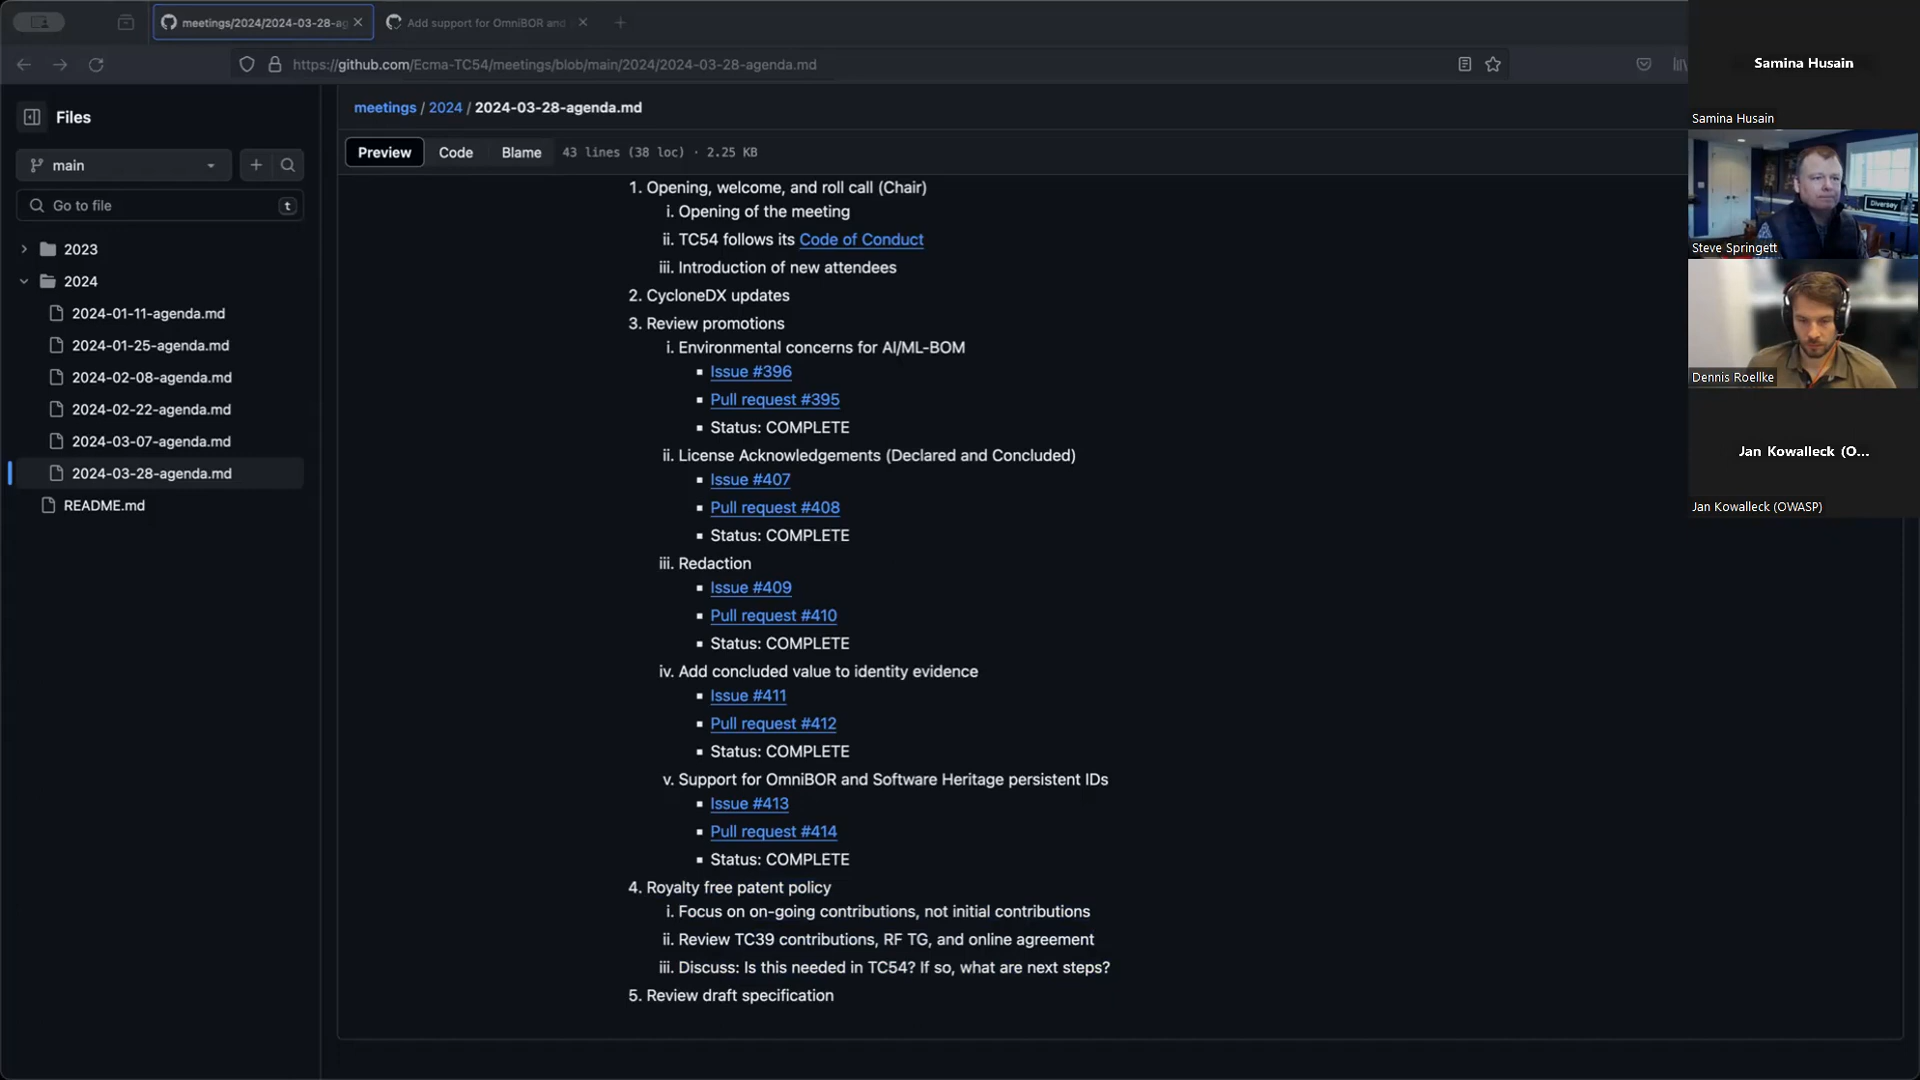 meetings/2024/2024-03-28-ag
Add support for OmniBOR and
https://github.com/Ecma-TC54/meetings/blob/main/2024/2024-03-28-agenda.md
Files
main
Go to file
t
2023
2024
2024-01-11-agenda.md
2024-01-25-agenda.md
2024-02-08-agenda.md
2024-02-22-agenda.md
2024-03-07-agenda.md
2024-03-28-agenda.md
README.md
meetings / 2024 / 2024-03-28-agenda.md
Preview Code Blame 43 lines (38 loc) · 2.25 KB
1. Opening, welcome, and roll call (Chair)
i. Opening of the meeting
ii. TC54 follows its Code of Conduct
iii. Introduction of new attendees
2. CycloneDX updates
3. Review promotions
i. Environmental concerns for AI/ML-BOM
▪ Issue #396
▪ Pull request #395
▪ Status: COMPLETE
ii. License Acknowledgements (Declared and Concluded)
▪ Issue #407
▪ Pull request #408
▪ Status: COMPLETE
iii. Redaction
▪ Issue #409
▪ Pull request #410
▪ Status: COMPLETE
iv. Add concluded value to identity evidence
▪ Issue #411
▪ Pull request #412
▪ Status: COMPLETE
v. Support for OmniBOR and Software Heritage persistent IDs
▪ Issue #413
▪ Pull request #414
▪ Status: COMPLETE
4. Royalty free patent policy
i. Focus on on-going contributions, not initial contributions
ii. Review TC39 contributions, RF TG, and online agreement
iii. Discuss: Is this needed in TC54? If so, what are next steps?
5. Review draft specification
Samina Husain
Samina Husain
Diversey
Steve Springett
Dennis Roellke
Jan Kowalleck (O...
Jan Kowalleck (OWASP)